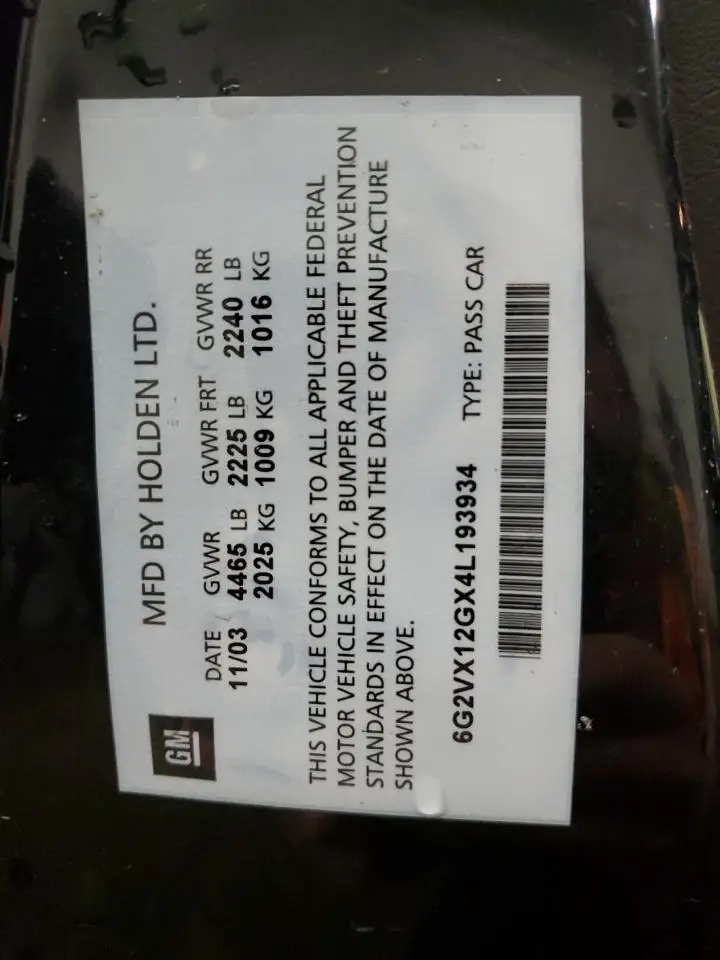 GM
MFD BY HOLDEN LTD.
DATE GVWR GVWR FRT GVWR RR
11/03 4465 LB 2225 LB 2240 LB
2025 KG 1009 KG 1016 KG
THIS VEHICLE CONFORMS TO ALL APPLICABLE FEDERAL
MOTOR VEHICLE SAFETY, BUMPER AND THEFT PREVENTION
STANDARDS IN EFFECT ON THE DATE OF MANUFACTURE
SHOWN ABOVE.
6G2VX12GX4L193934 TYPE: PASS CAR